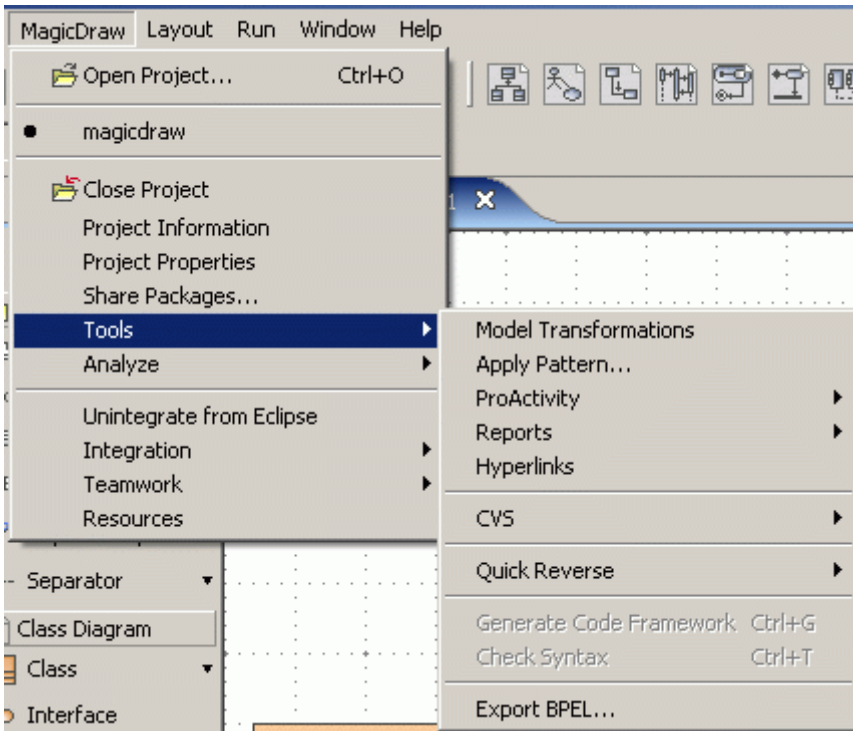 MagicDraw Layout Run Window Help
Open Project... Ctrl+O
magicdraw
1
Close Project
Project Information
Project Properties
Share Packages...
Tools
Analyze
Unintegrate from Eclipse
Integration
Teamwork
Resources
Model Transformations
Apply Pattern...
ProActivity
Reports
Hyperlinks
CVS
Quick Reverse
Generate Code Framework Ctrl+G
Check Syntax Ctrl+T
Export BPEL...
Separator
Class Diagram
Class
Interface